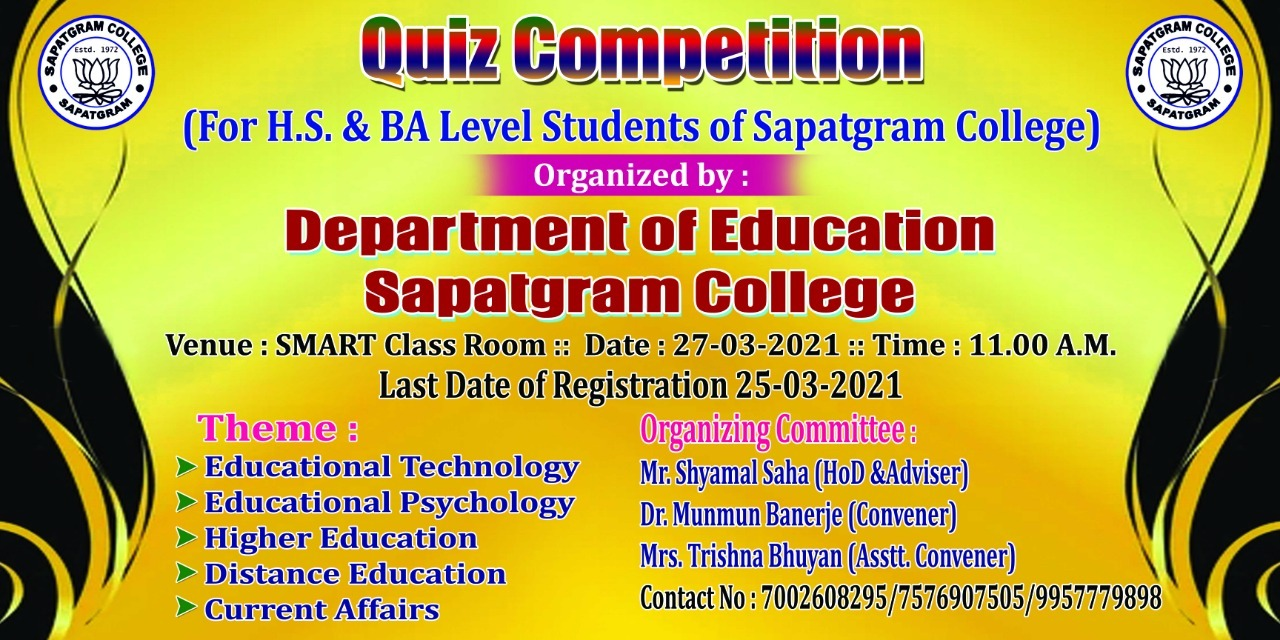 SAPATGRAM COLLEGE
Estd. 1972
SAPATGRAM
Quiz Competition
SAPATGRAM COLLEGE
Estd. 1972
SAPATGRAM
(For H.S. & BA Level Students of Sapatgram College)
Organized by :
Department of Education
Sapatgram College
Venue : SMART Class Room :: Date : 27-03-2021 :: Time : 11.00 A.M.
Last Date of Registration 25-03-2021
Theme :
Educational Technology
Educational Psychology
Higher Education
Distance Education
Current Affairs
Organizing Committee :
Mr. Shyamal Saha (HoD &Adviser)
Dr. Munmun Banerje (Convener)
Mrs. Trishna Bhuyan (Asstt. Convener)
Contact No : 7002608295/7576907505/9957779898